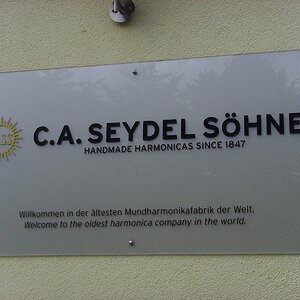 C.A. SEYDEL SÖHNE
HANDMADE HARMONICAS SINCE 1847
Willkommen in der ältesten Mundharmonikafabrik der Welt.
Welcome to the oldest harmonica company in the world.